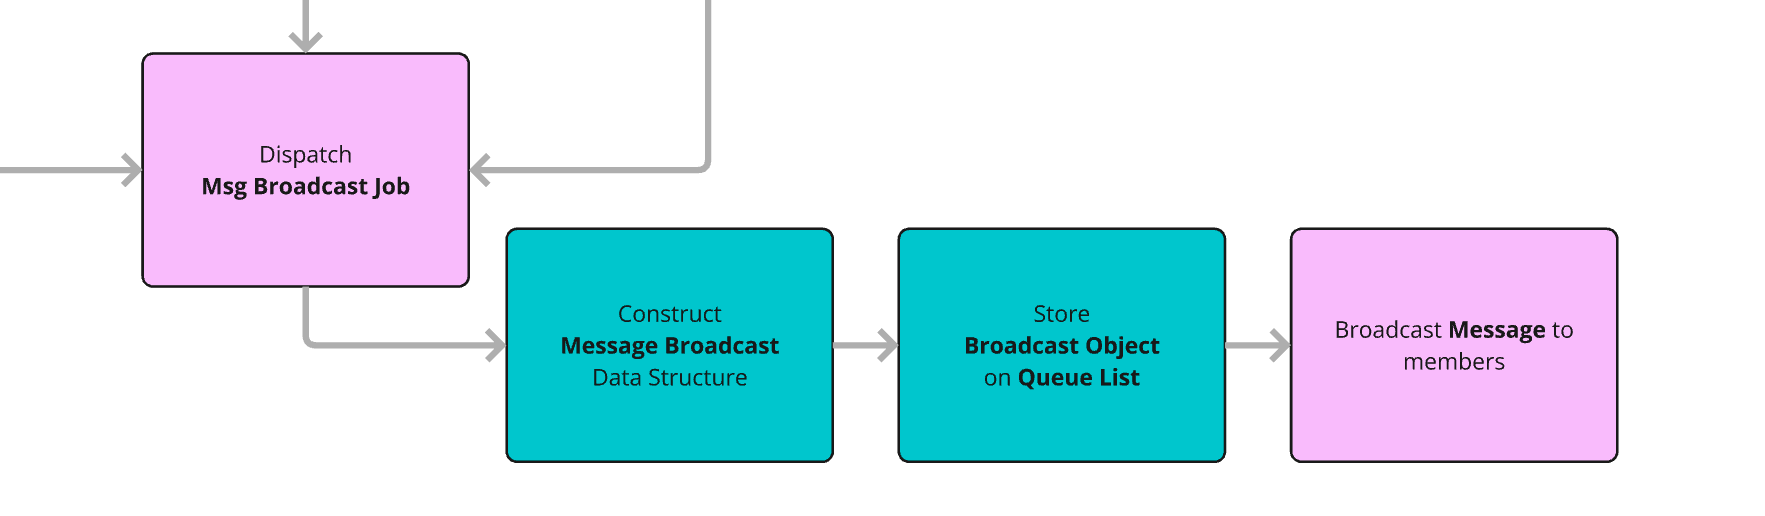 Dispatch
Msg Broadcast Job
Construct
Message Broadcast
Data Structure
Store
Broadcast Object
on Queue List
Broadcast Message to
members